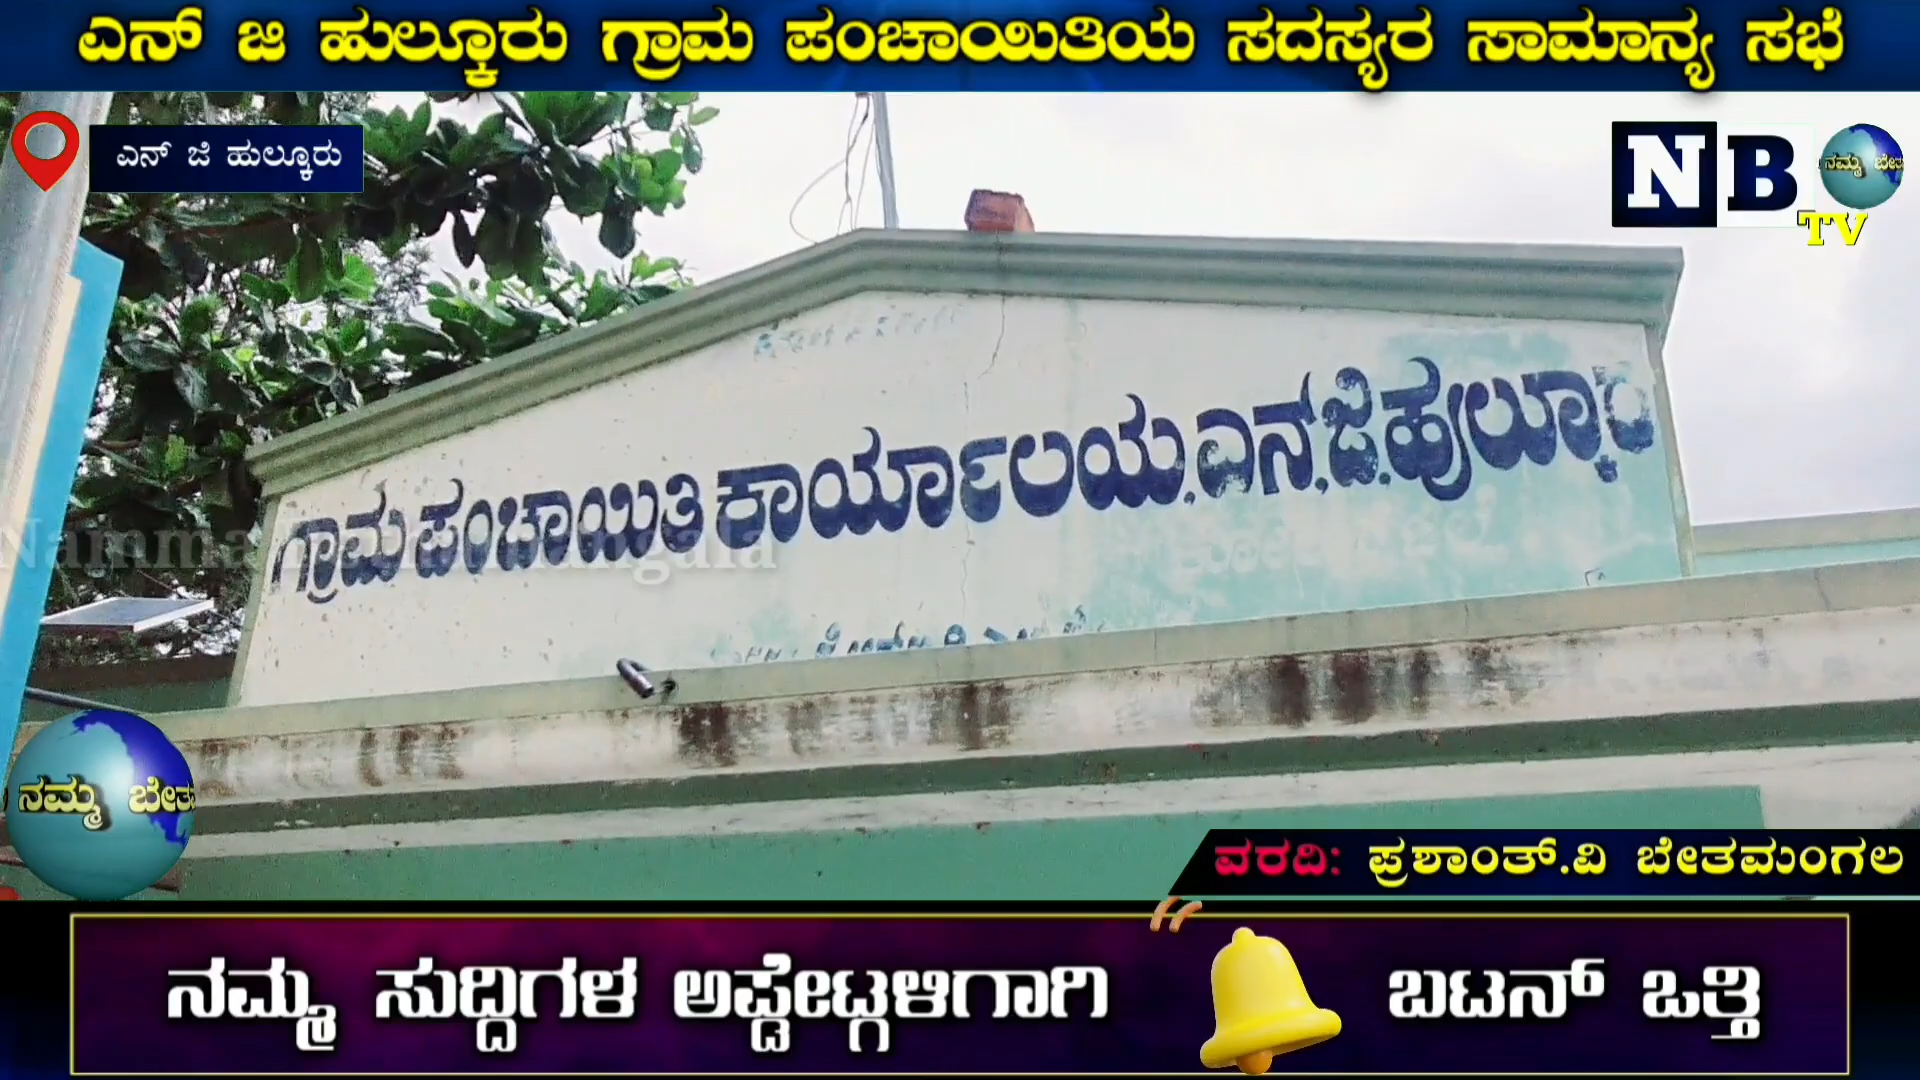 ಎನ್ ಜಿ ಹುಲ್ಕೂರು ಗ್ರಾಮ ಪಂಚಾಯಿತಿಯ ಸದಸ್ಯರ ಸಾಮಾನ್ಯ ಸಭೆ
ಎನ್ ಜಿ ಹುಲ್ಕೂರು
NB
ನಮ್ಮ ಬೇತ
TV
ಗ್ರಾಮ ಪಂಚಾಯಿತಿ ಕಾರ್ಯಾಲಯ, ಎನ್.ಜಿ.ಹುಲ್ಕೂರು
ನಮ್ಮ ಬೇತ
ವರದಿ: ಪ್ರಶಾಂತ್.ವಿ ಬೇತಮಂಗಲ
ನಮ್ಮ ಸುದ್ದಿಗಳ ಅಪ್ಡೇಟ್ಗಳಿಗಾಗಿ ಬಟನ್ ಒತ್ತಿ